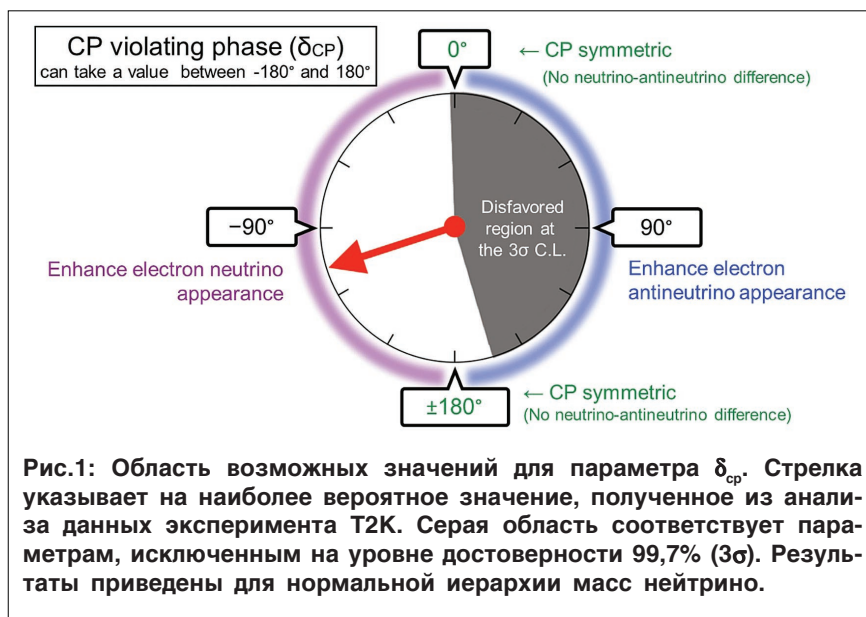 CP violating phase (δCP)
can take a value between -180° and 180°
0°
← CP symmetric
(No neutrino-antineutrino difference)
−90°
Disfavored
region at
the 3σ C.L.
90°
Enhance electron neutrino
appearance
Enhance electron
antineutrino appearance
±180°
← CP symmetric
(No neutrino-antineutrino difference)
Рис.1: Область возможных значений для параметра δcp. Стрелка
указывает на наиболее вероятное значение, полученное из анали-
за данных эксперимента T2K. Серая область соответствует пара-
метрам, исключенным на уровне достоверности 99,7% (3σ). Резуль-
таты приведены для нормальной иерархии масс нейтрино.